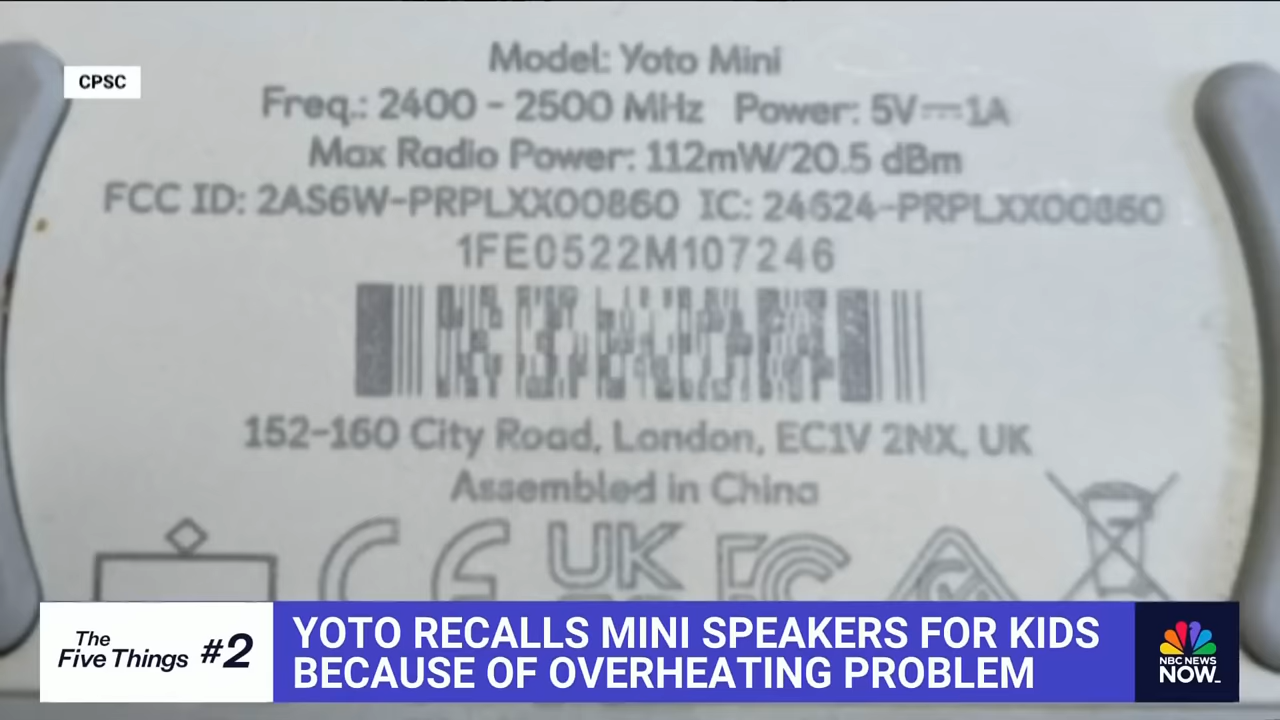 CPSC
Model: Yoto Mini
Freq.: 2400 - 2500 MHz Power: 5V⎓1A
Max Radio Power: 112mW/20.5 dBm
FCC ID: 2AS6W-PRPLXX00860 IC: 24624-PRPLXX00860
1FE0522M107246
152-160 City Road, London, EC1V 2NX, UK
Assembled in China
CE UK FC
The
Five Things #2
YOTO RECALLS MINI SPEAKERS FOR KIDS
BECAUSE OF OVERHEATING PROBLEM
NBC NEWS
NOW